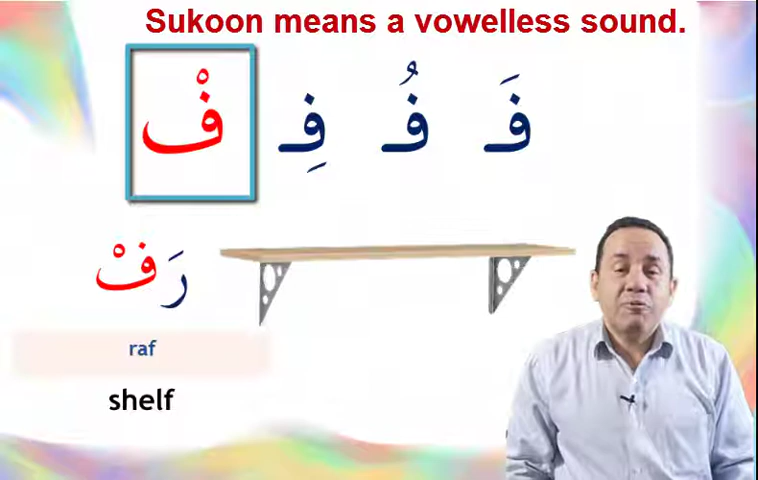 Sukoon means a vowelless sound.
فَ فُ فِ فْ
رَفْ
raf
shelf